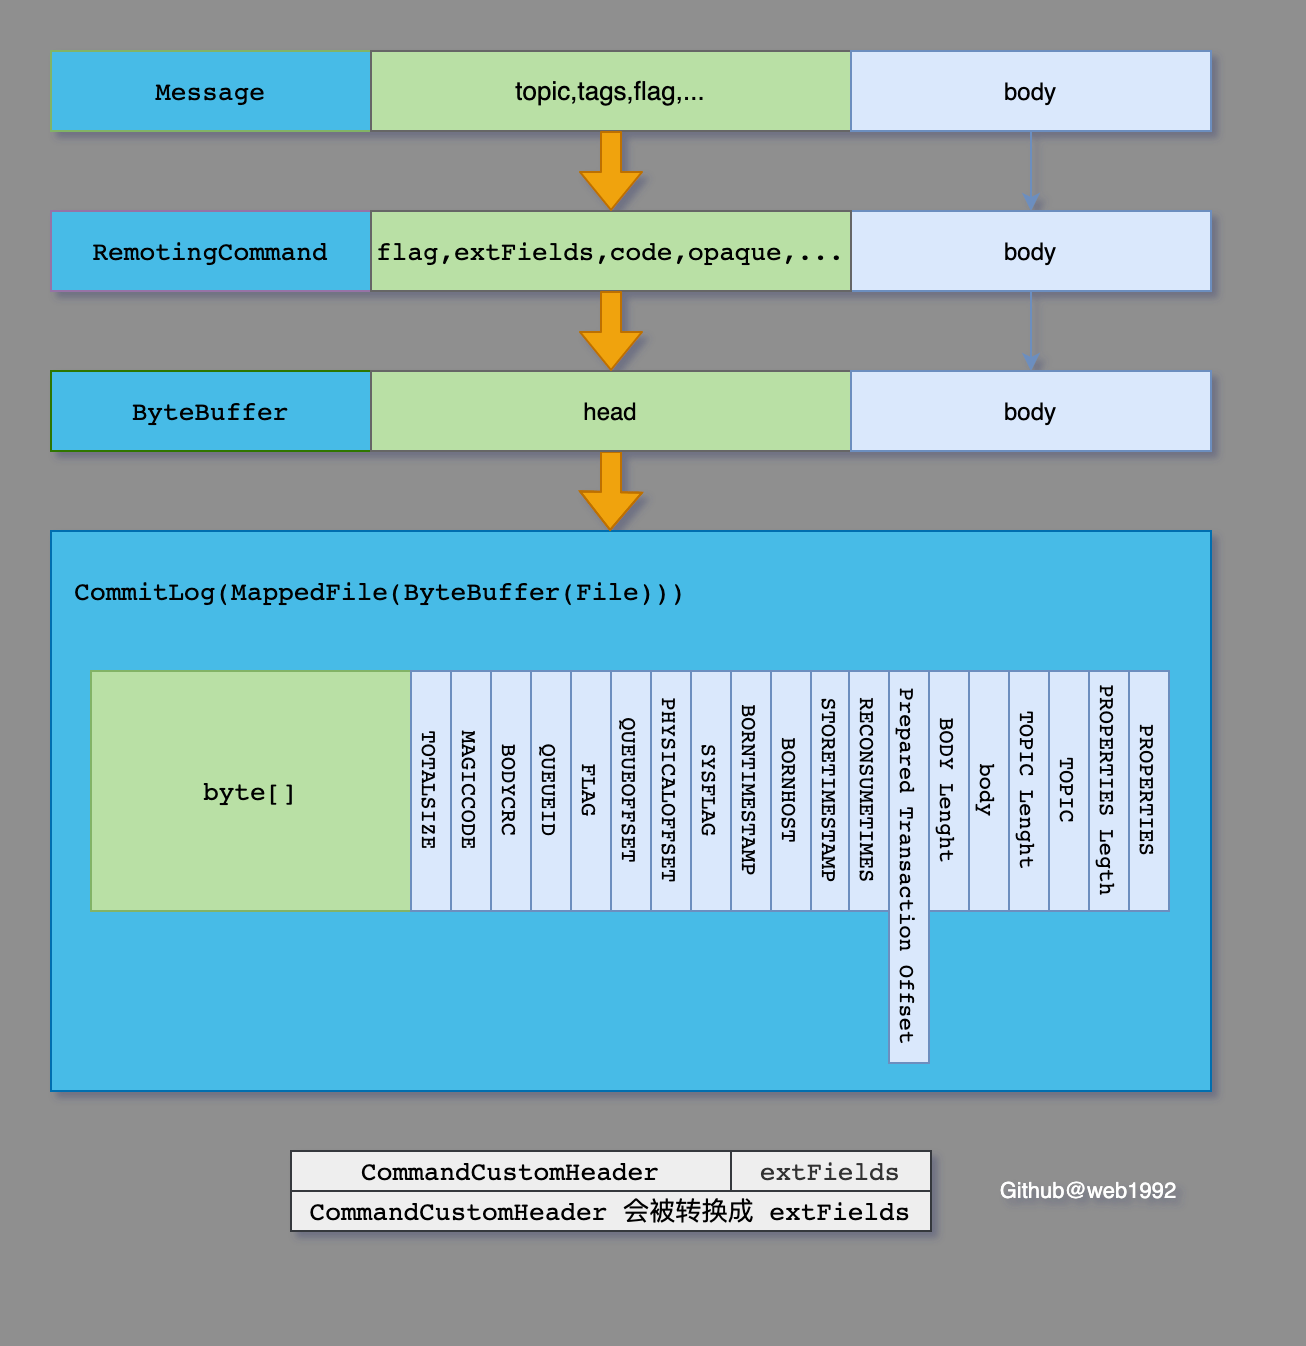 Message
topic,tags,flag,...
body
RemotingCommand
flag,extFields,code,opaque,...
body
ByteBuffer
head
body
CommitLog(MappedFile(ByteBuffer(File)))
byte[]
TOTALSIZE
MAGICCODE
BODYCRC
QUEUEID
FLAG
QUEUEOFFSET
PHYSICALOFFSET
SYSFLAG
BORNTIMESTAMP
BORNHOST
STORETIMESTAMP
RECONSUMETIMES
Prepared Transaction Offset
BODY Lenght
body
TOPIC Lenght
TOPIC
PROPERTIES Legth
PROPERTIES
CommandCustomHeader
extFields
CommandCustomHeader 会被转换成 extFields
Github@web1992